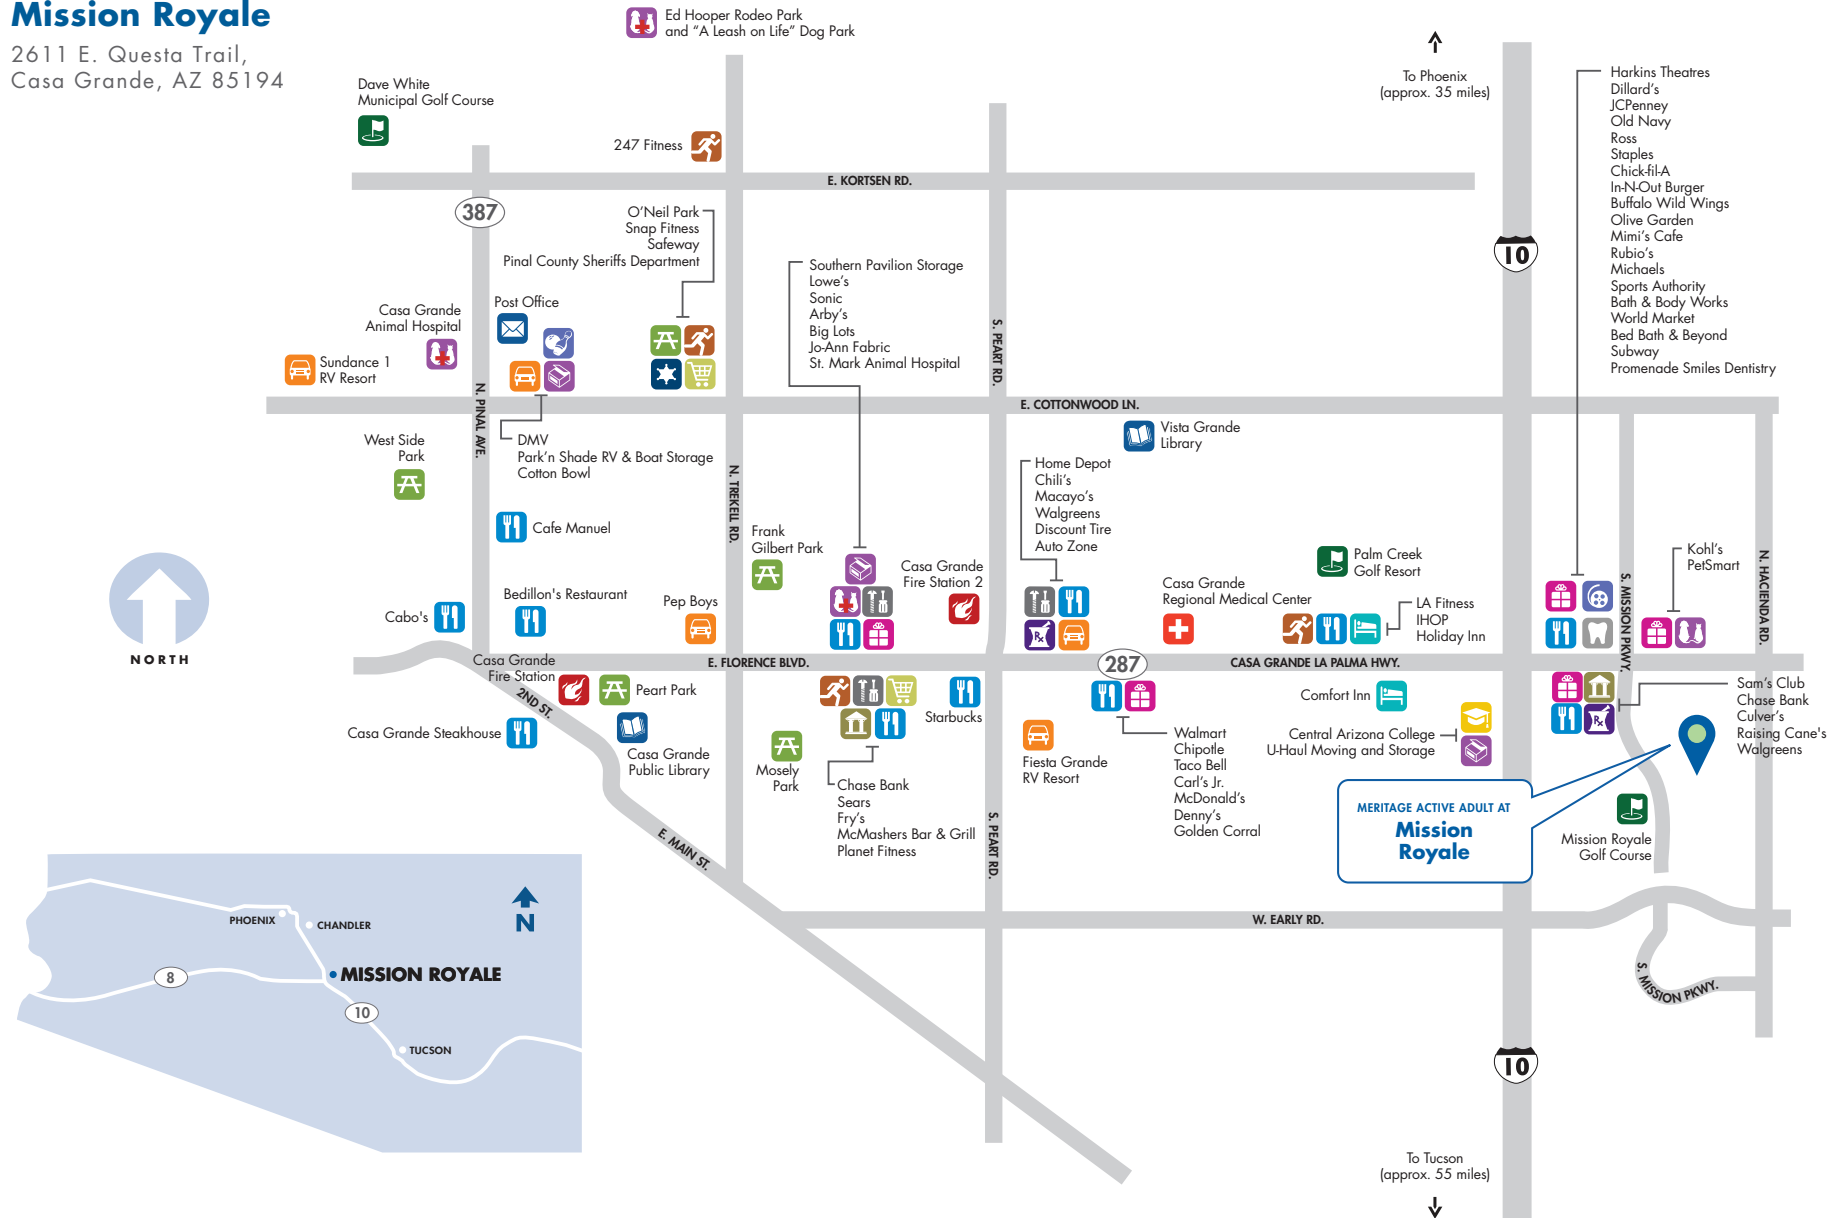 Mission Royale
2611 E. Questa Trail,
Casa Grande, AZ 85194
Ed Hooper Rodeo Park
and “A Leash on Life” Dog Park
Dave White
Municipal Golf Course
247 Fitness
To Phoenix
(approx. 35 miles)
E. KORTSEN RD.
387
O’Neil Park
Snap Fitness
Safeway
Pinal County Sheriffs Department
10
Harkins Theatres
Dillard’s
JCPenney
Old Navy
Ross
Staples
Chick-fil-A
In-N-Out Burger
Buffalo Wild Wings
Olive Garden
Mimi’s Cafe
Rubio’s
Michaels
Sports Authority
Bath & Body Works
World Market
Bed Bath & Beyond
Subway
Promenade Smiles Dentistry
Southern Pavilion Storage
Lowe’s
Sonic
Arby’s
Big Lots
Jo-Ann Fabric
St. Mark Animal Hospital
Casa Grande
Animal Hospital
Post Office
Sundance 1
RV Resort
S. PEART RD.
N. PINAL AVE.
E. COTTONWOOD LN.
DMV
Park’n Shade RV & Boat Storage
Cotton Bowl
West Side
Park
Vista Grande
Library
Home Depot
Chili’s
Macayo’s
Walgreens
Discount Tire
Auto Zone
N. TREKELL RD.
Cafe Manuel
Frank
Gilbert Park
Casa Grande
Fire Station 2
Palm Creek
Golf Resort
Kohl’s
PetSmart
N. HACIENDA RD.
S. MISSION PKWY.
Cabo's
Bedillon's Restaurant
Pep Boys
Rx
Casa Grande
Regional Medical Center
LA Fitness
IHOP
Holiday Inn
NORTH
E. FLORENCE BLVD.
287
CASA GRANDE LA PALMA HWY.
Casa Grande
Fire Station
2ND ST.
Peart Park
Casa Grande Steakhouse
Casa Grande
Public Library
Mosely
Park
Starbucks
Chase Bank
Sears
Fry’s
McMashers Bar & Grill
Planet Fitness
Fiesta Grande
RV Resort
Walmart
Chipotle
Taco Bell
Carl’s Jr.
McDonald’s
Denny’s
Golden Corral
Comfort Inn
Central Arizona College
U-Haul Moving and Storage
Rx
Sam’s Club
Chase Bank
Culver’s
Raising Cane's
Walgreens
MERITAGE ACTIVE ADULT AT
Mission
Royale
Mission Royale
Golf Course
E. MAIN ST.
S. PEART RD.
W. EARLY RD.
S. MISSION PKWY.
10
To Tucson
(approx. 55 miles)
PHOENIX
CHANDLER
N
8
MISSION ROYALE
10
TUCSON